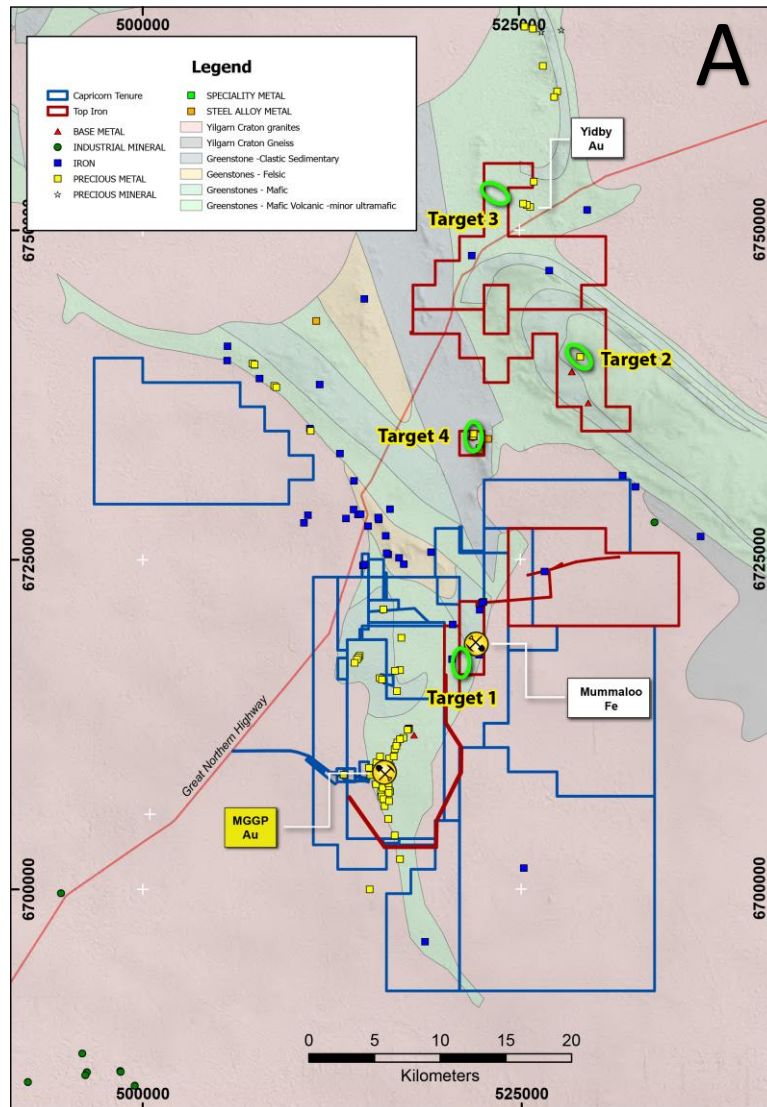 500000
525000
A
Legend
Capricorn Tenure
Top Iron
BASE METAL
INDUSTRIAL MINERAL
IRON
PRECIOUS METAL
PRECIOUS MINERAL
SPECIALITY METAL
STEEL ALLOY METAL
Yilgarn Craton granites
Yilgarn Craton Gneiss
Greenstone -Clastic Sedimentary
Geenstones - Felsic
Greenstones - Mafic
Greenstones - Mafic Volcanic -minor ultramafic
Yidby
Au
Target 3
6750000
6750000
Target 2
Target 4
6725000
6725000
Target 1
Mummaloo
Fe
Great Northern Highway
MGGP
Au
6700000
6700000
0 5 10 15 20
Kilometers
500000
525000